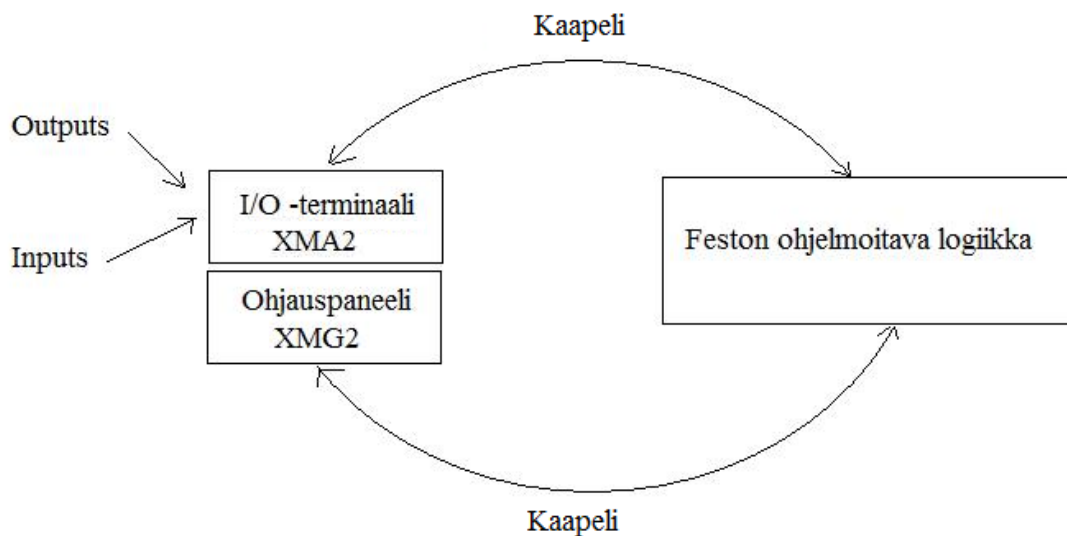 Kaapeli
Outputs
I/O -terminaali
XMA2
Inputs
Feston ohjelmoitava logiikka
Ohjauspaneeli
XMG2
Kaapeli